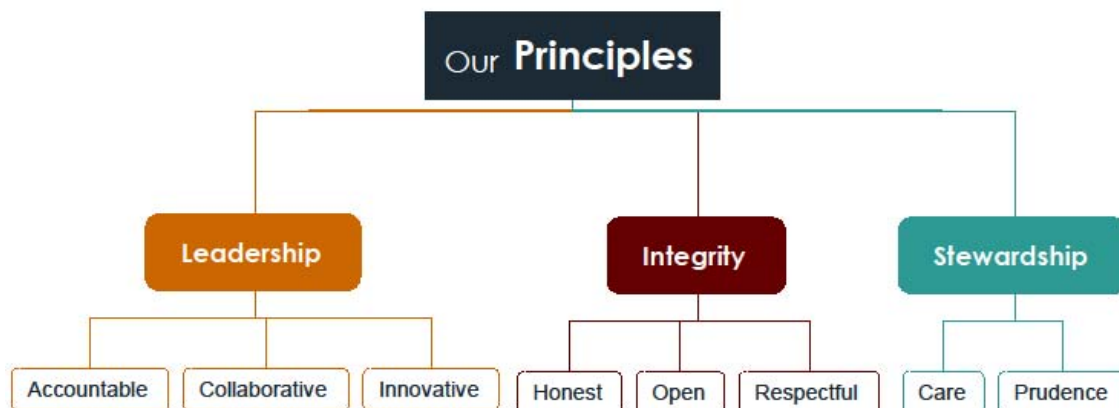 Our Principles
Leadership
Integrity
Stewardship
Accountable
Collaborative
Innovative
Honest
Open
Respectful
Care
Prudence